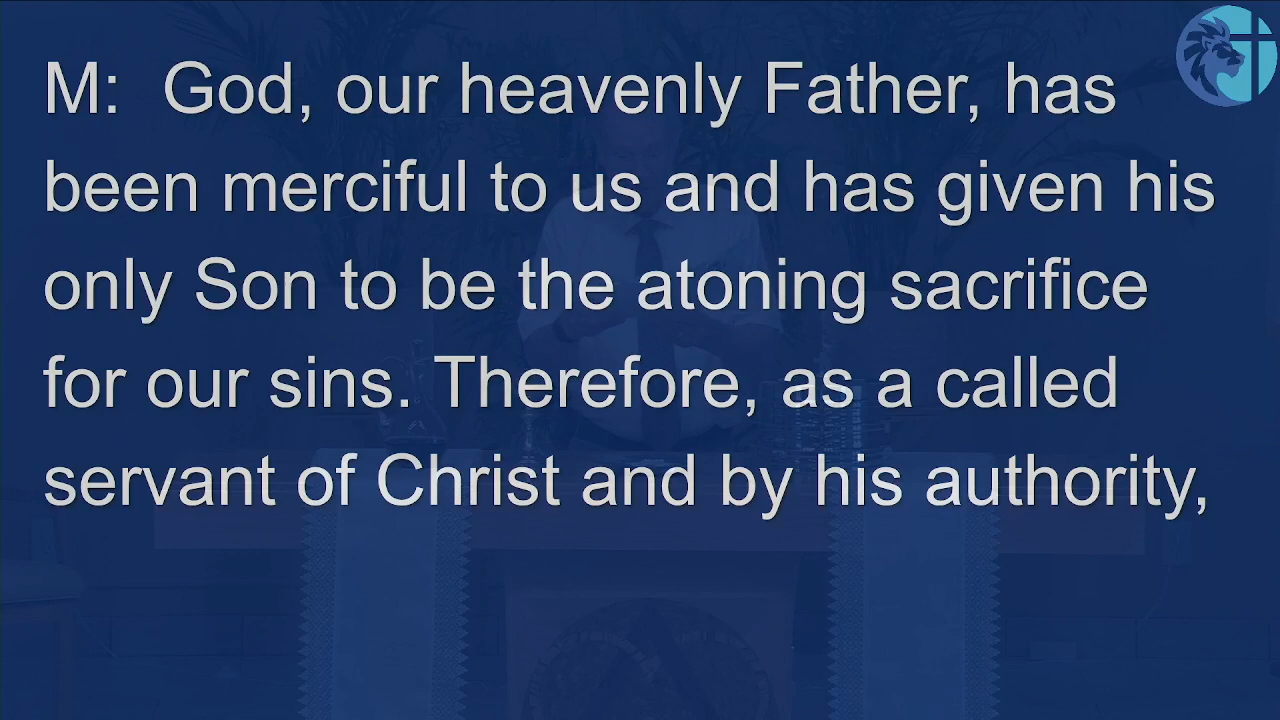 M: God, our heavenly Father, has
been merciful to us and has given his
only Son to be the atoning sacrifice
for our sins. Therefore, as a called
servant of Christ and by his authority,